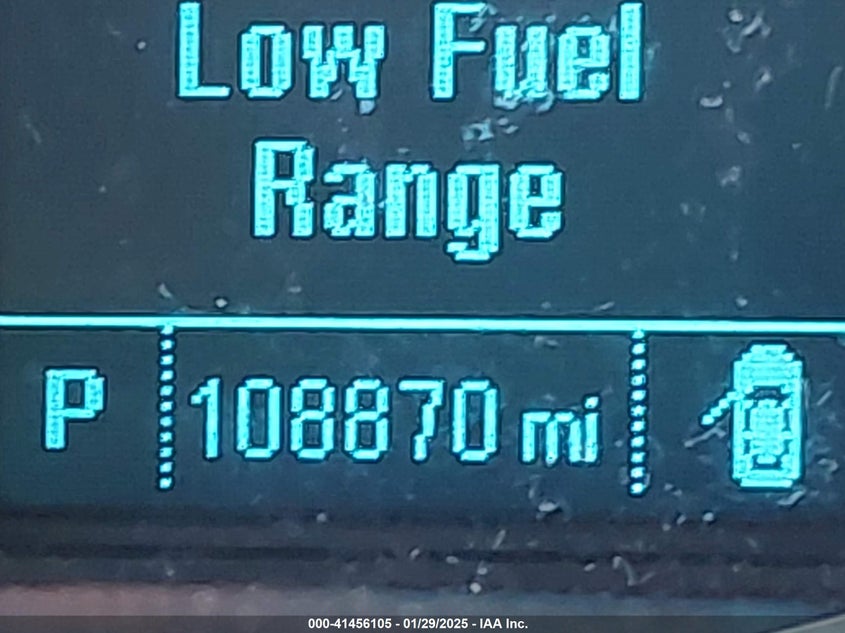 Low Fuel
Range
P 108870 mi
000-41456105 - 01/29/2025 - IAA Inc.